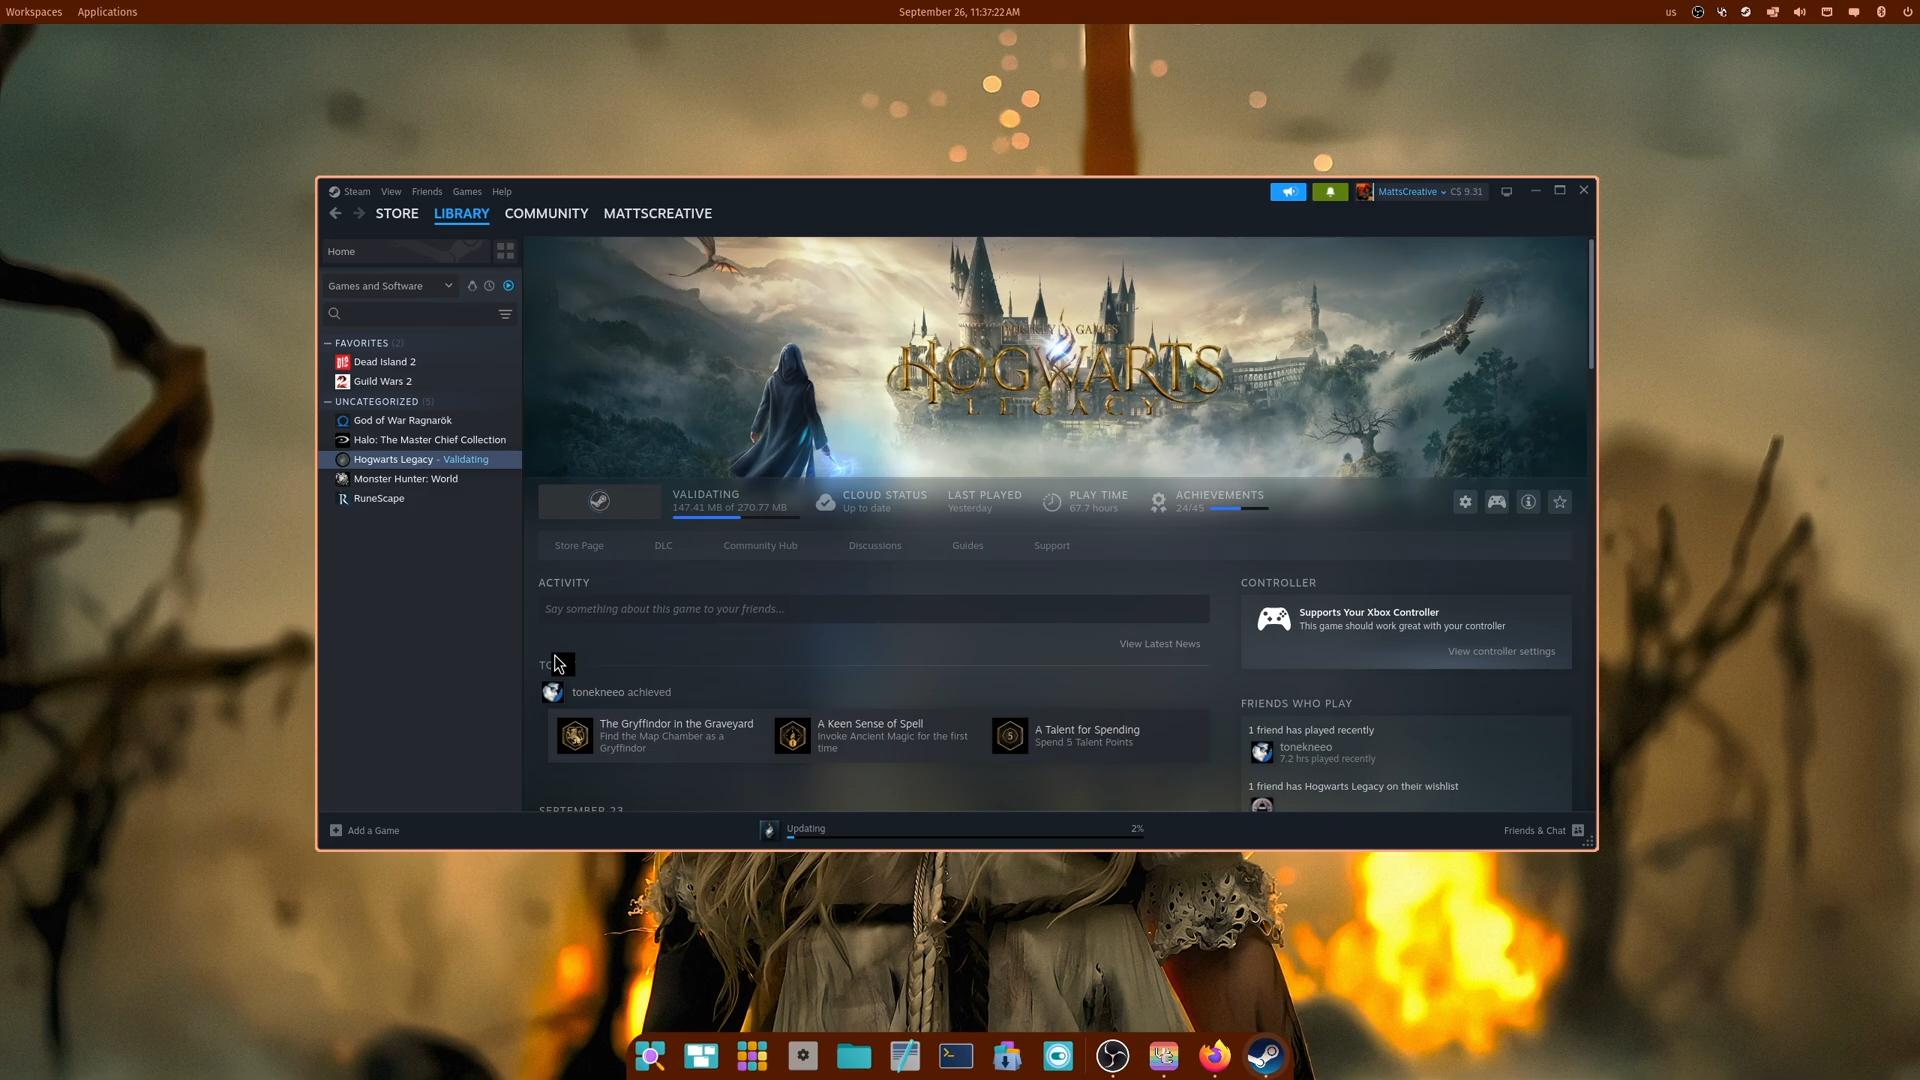 Workspaces Applications September 26, 11:37:22 AM us
Steam View Friends Games Help MattsCreative C$ 9.31
STORE LIBRARY COMMUNITY MATTSCREATIVE
Home
Games and Software
FAVORITES (2)
Dead Island 2
Guild Wars 2
UNCATEGORIZED (5)
God of War Ragnarök
Halo: The Master Chief Collection
Hogwarts Legacy - Validating
Monster Hunter: World
RuneScape
GAMES
HOGWARTS
LEGACY
VALIDATING
147.41 MB of 270.77 MB
CLOUD STATUS
Up to date
LAST PLAYED
Yesterday
PLAY TIME
67.7 hours
ACHIEVEMENTS
24/45
Store Page DLC Community Hub Discussions Guides Support
ACTIVITY
Say something about this game to your friends...
View Latest News
tonekneeo achieved
The Gryffindor in the Graveyard
Find the Map Chamber as a
Gryffindor
A Keen Sense of Spell
Invoke Ancient Magic for the first
time
5
A Talent for Spending
Spend 5 Talent Points
SEPTEMBER 23
CONTROLLER
Supports Your Xbox Controller
This game should work great with your controller
View controller settings
FRIENDS WHO PLAY
1 friend has played recently
tonekneeo
7.2 hrs played recently
1 friend has Hogwarts Legacy on their wishlist
Add a Game
Updating 2%
Friends & Chat